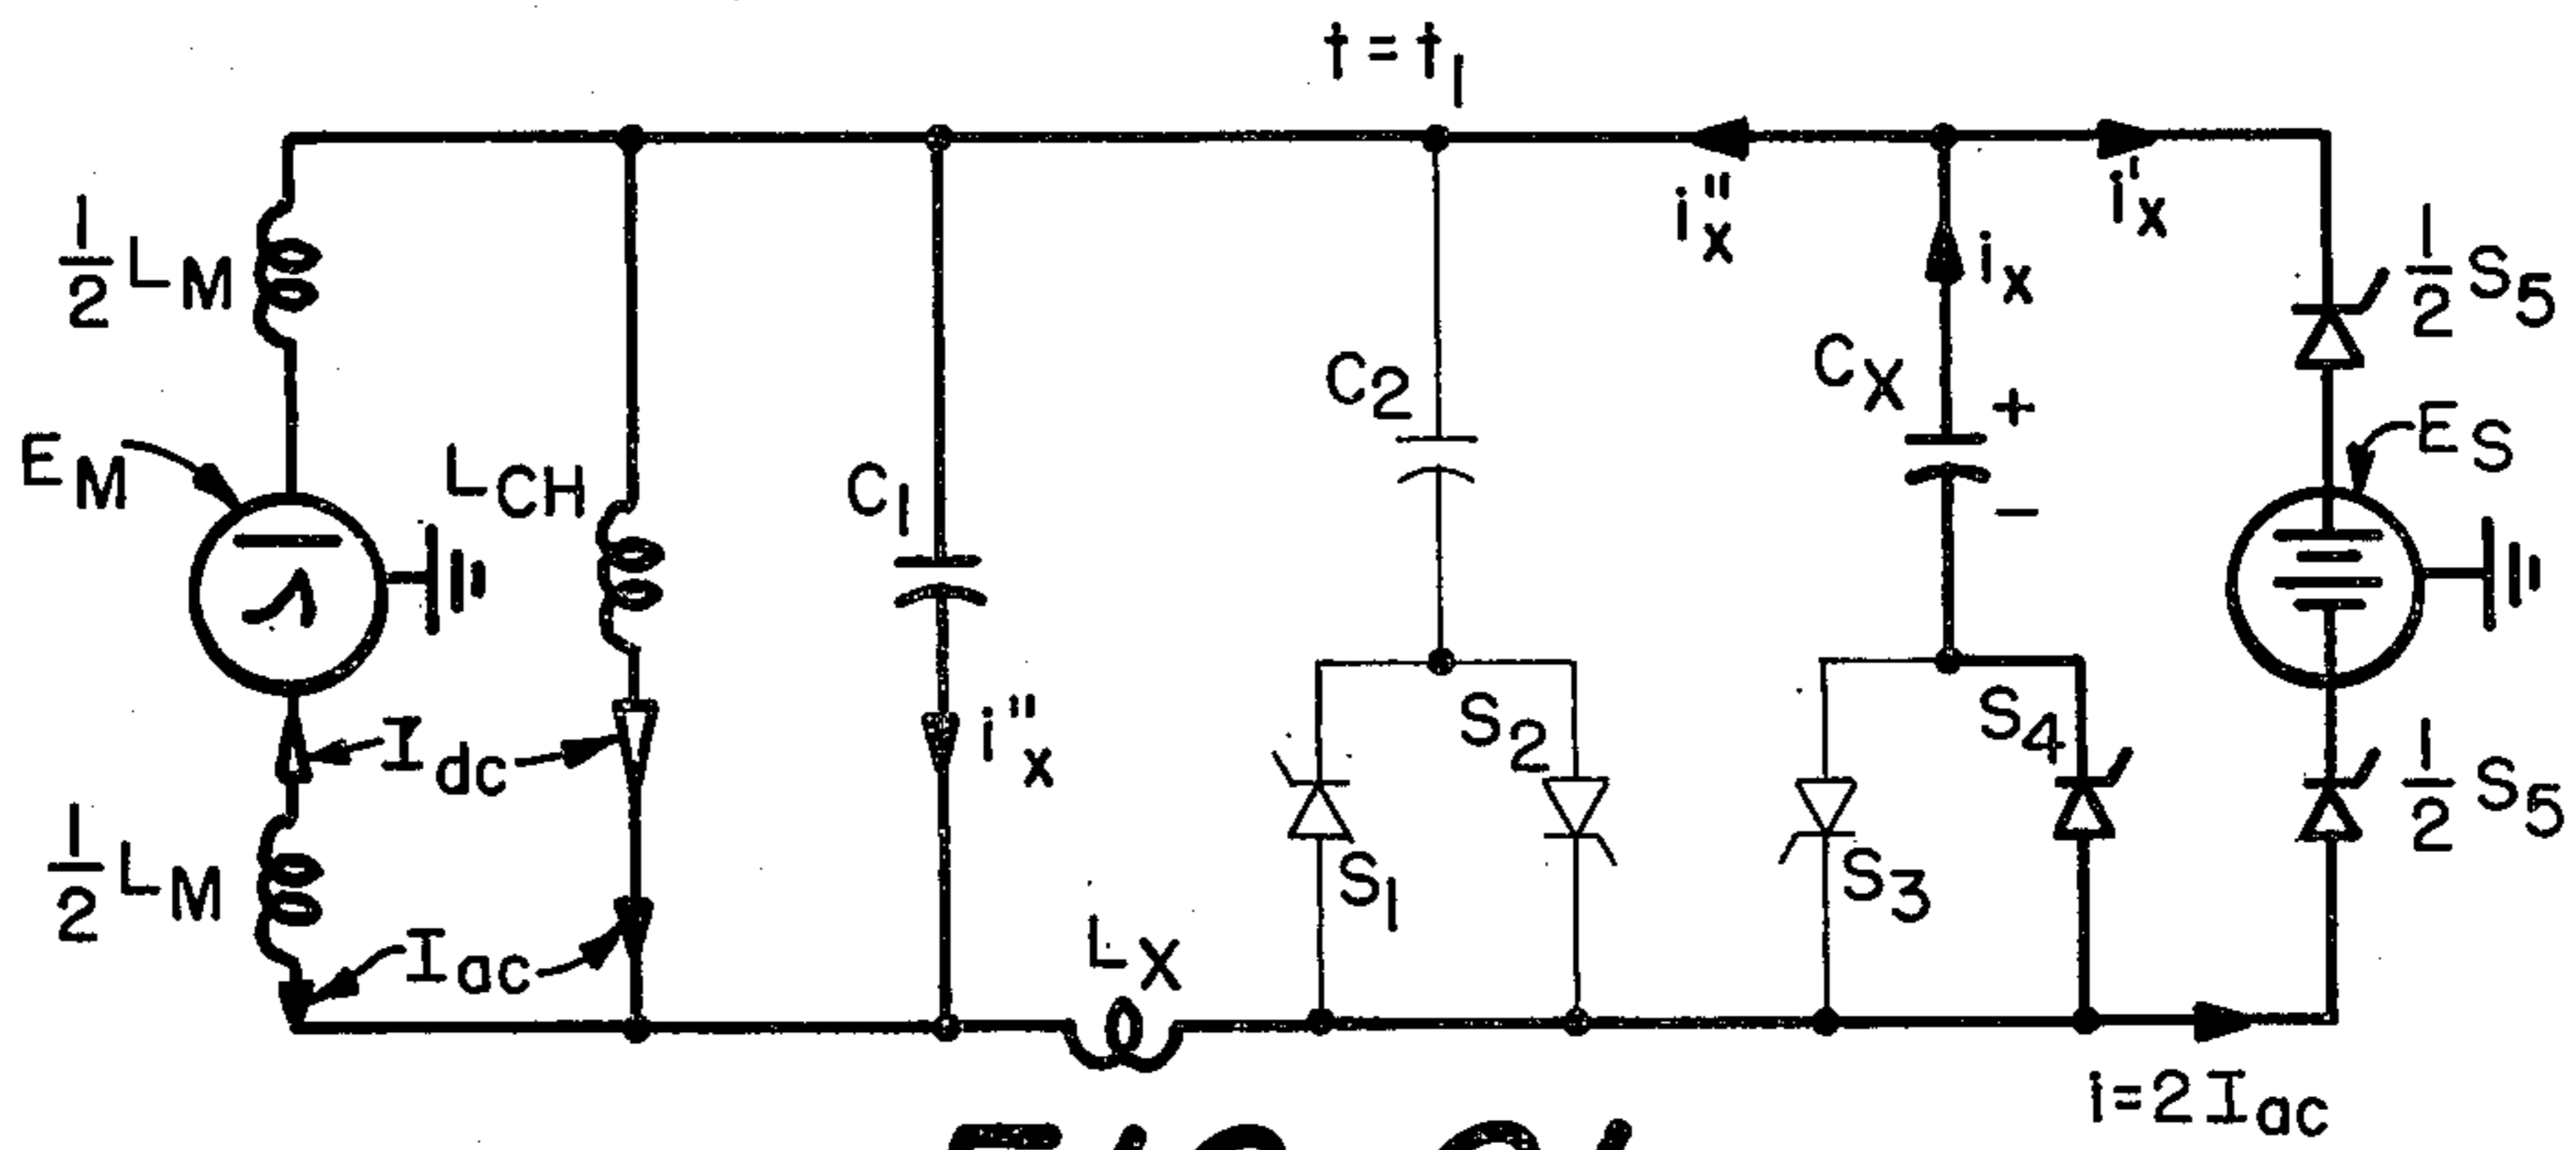 t = t1
i"x
i'x
ix
1/2 LM
1/2 S5
CX
+
−
C2
EM
LCH
C1
ES
Idc
i"x
S2
S4
1/2 S5
1/2 LM
S1
S3
Iac
LX
i=2Iac